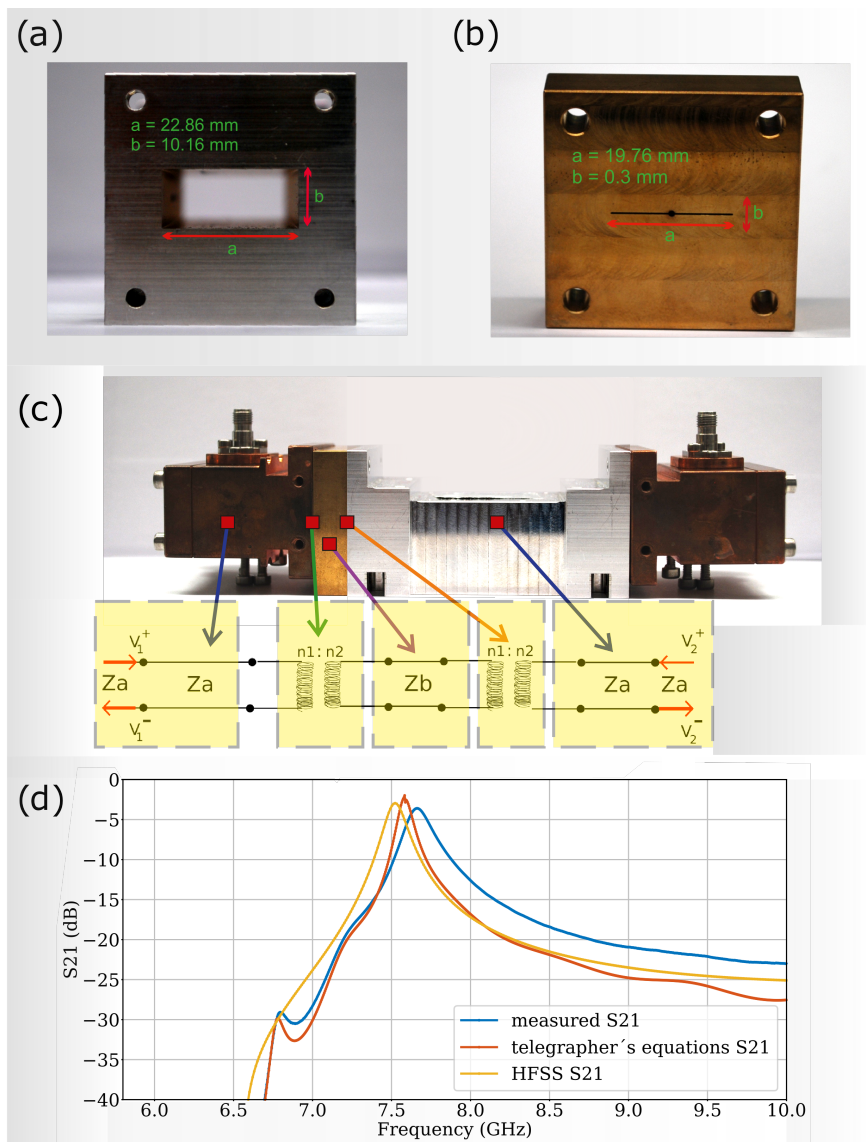 (a)
a = 22.86 mm
b = 10.16 mm
b
a
(b)
a = 19.76 mm
b = 0.3 mm
b
a
(c)
V1+
Za
V1-
Za
n1: n2
Zb
n1: n2
Za
V2+
Za
V2-
(d)
S21 (dB)
0
−5
−10
−15
−20
−25
−30
−35
−40
measured S21
telegrapher´s equations S21
HFSS S21
6.0 6.5 7.0 7.5 8.0 8.5 9.0 9.5 10.0
Frequency (GHz)